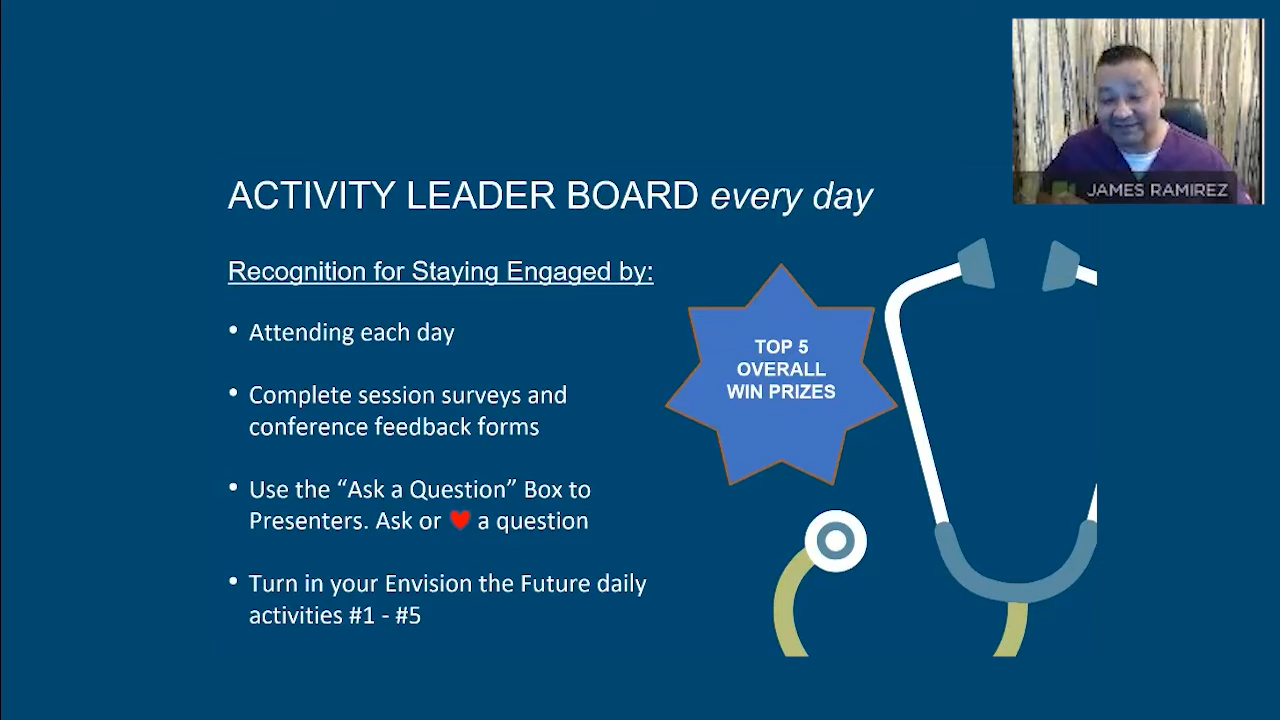 JAMES RAMIREZ
ACTIVITY LEADER BOARD every day
Recognition for Staying Engaged by:
• Attending each day
• Complete session surveys and
conference feedback forms
• Use the “Ask a Question” Box to
Presenters. Ask or ♥ a question
• Turn in your Envision the Future daily
activities #1 - #5
TOP 5
OVERALL
WIN PRIZES